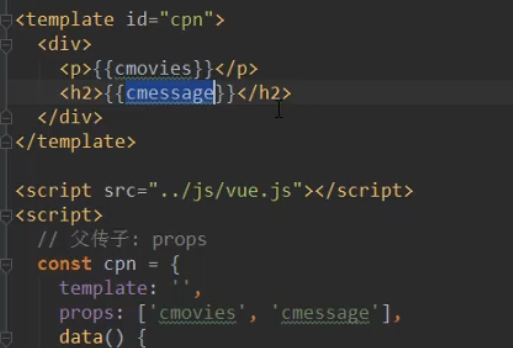 <template id="cpn">
<div>
<p>{{cmovies}}</p>
<h2>{{cmessage}}</h2>
</div>
</template>
<script src="../js/vue.js"></script>
<script>
// 父传子: props
const cpn = {
template: '',
props: ['cmovies', 'cmessage'],
data() {